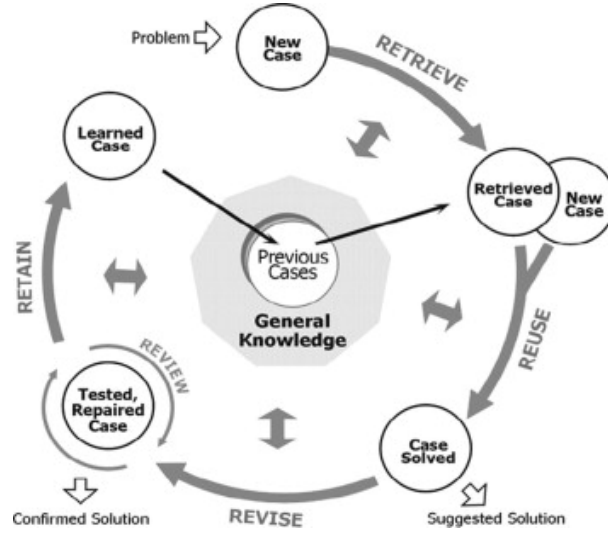 Problem
New
Case
RETRIEVE
Learned
Case
Retrieved
Case
New
Case
Previous
Cases
General
Knowledge
RETAIN
REVIEW
REUSE
Tested,
Repaired
Case
Case
Solved
REVISE
Confirmed Solution
Suggested Solution